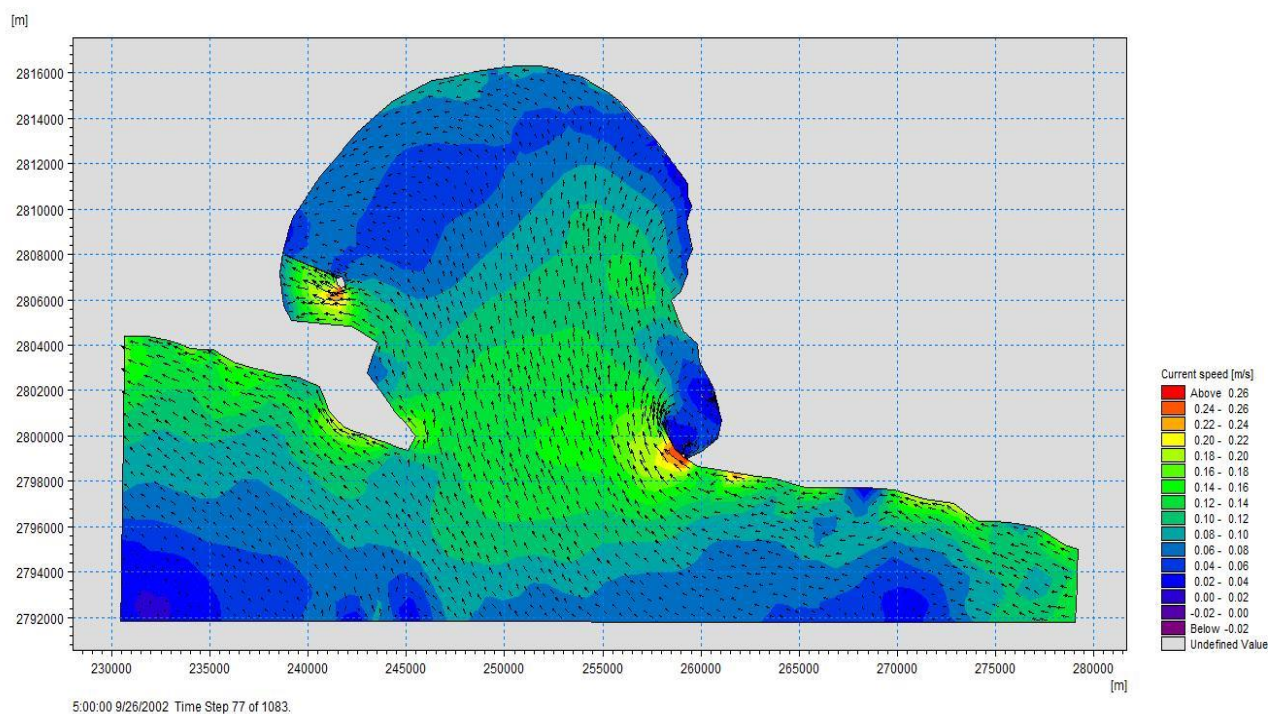 [m]
2816000
2814000
2812000
2810000
2808000
2806000
2804000
2802000
2800000
2798000
2796000
2794000
2792000
230000 235000 240000 245000 250000 255000 260000 265000 270000 275000 280000
[m]
5:00:00 9/26/2002 Time Step 77 of 1083.
Current speed [m/s]
Above 0.26
0.24 - 0.26
0.22 - 0.24
0.20 - 0.22
0.18 - 0.20
0.16 - 0.18
0.14 - 0.16
0.12 - 0.14
0.10 - 0.12
0.08 - 0.10
0.06 - 0.08
0.04 - 0.06
0.02 - 0.04
0.00 - 0.02
-0.02 - 0.00
Below -0.02
Undefined Value